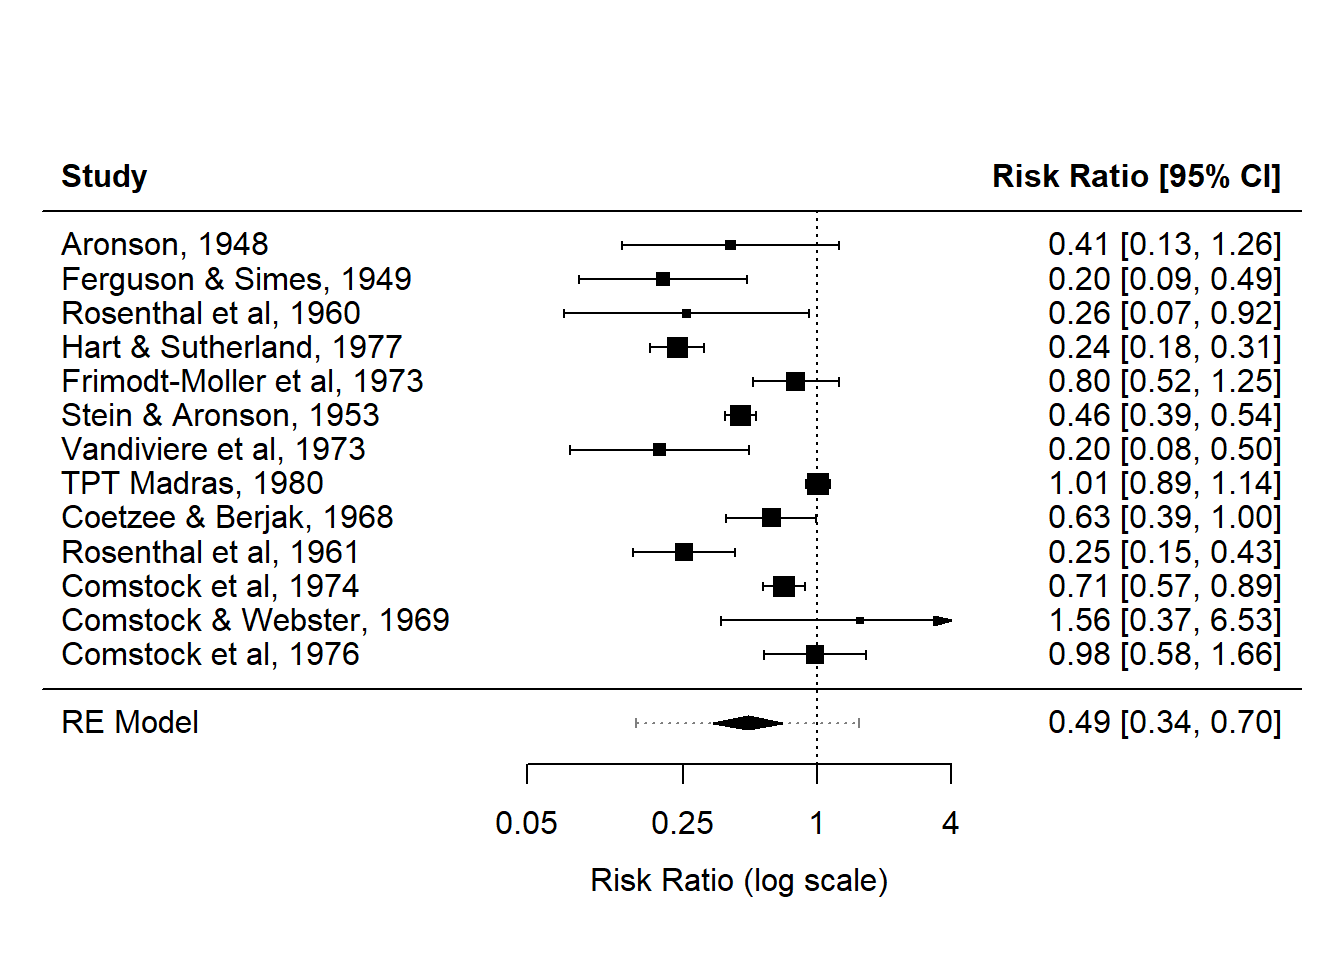 Study Risk Ratio [95% CI]
Aronson, 1948 0.41 [0.13, 1.26]
Ferguson & Simes, 1949 0.20 [0.09, 0.49]
Rosenthal et al, 1960 0.26 [0.07, 0.92]
Hart & Sutherland, 1977 0.24 [0.18, 0.31]
Frimodt-Moller et al, 1973 0.80 [0.52, 1.25]
Stein & Aronson, 1953 0.46 [0.39, 0.54]
Vandiviere et al, 1973 0.20 [0.08, 0.50]
TPT Madras, 1980 1.01 [0.89, 1.14]
Coetzee & Berjak, 1968 0.63 [0.39, 1.00]
Rosenthal et al, 1961 0.25 [0.15, 0.43]
Comstock et al, 1974 0.71 [0.57, 0.89]
Comstock & Webster, 1969 1.56 [0.37, 6.53]
Comstock et al, 1976 0.98 [0.58, 1.66]
RE Model 0.49 [0.34, 0.70]
0.05 0.25 1 4
Risk Ratio (log scale)